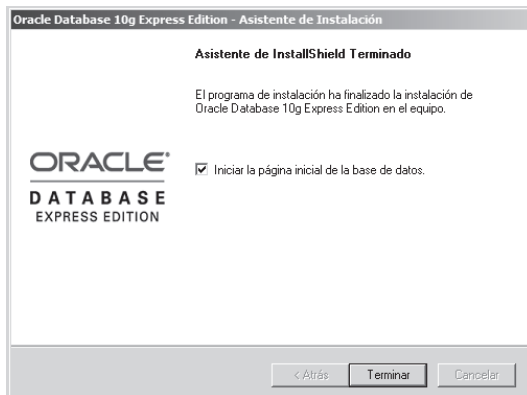 Oracle Database 10g Express Edition - Asistente de Instalación
Asistente de InstallShield Terminado
El programa de instalación ha finalizado la instalación de
Oracle Database 10g Express Edition en el equipo.
ORACLE
DATABASE
EXPRESS EDITION
Iniciar la página inicial de la base de datos.
< Atrás
Terminar
Cancelar